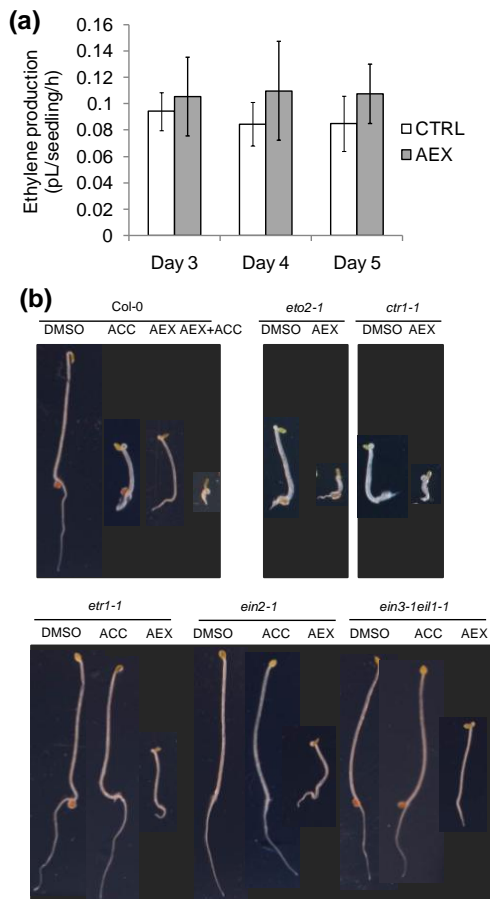 (a)
Ethylene production
(pL/seedling/h)
0.16
0.14
0.12
0.1
0.08
0.06
0.04
0.02
0
CTRL
AEX
Day 3 Day 4 Day 5
(b)
Col-0 eto2-1 ctr1-1
DMSO ACC AEX AEX+ACC DMSO AEX DMSO AEX
etr1-1 ein2-1 ein3-1eil1-1
DMSO ACC AEX DMSO ACC AEX DMSO ACC AEX